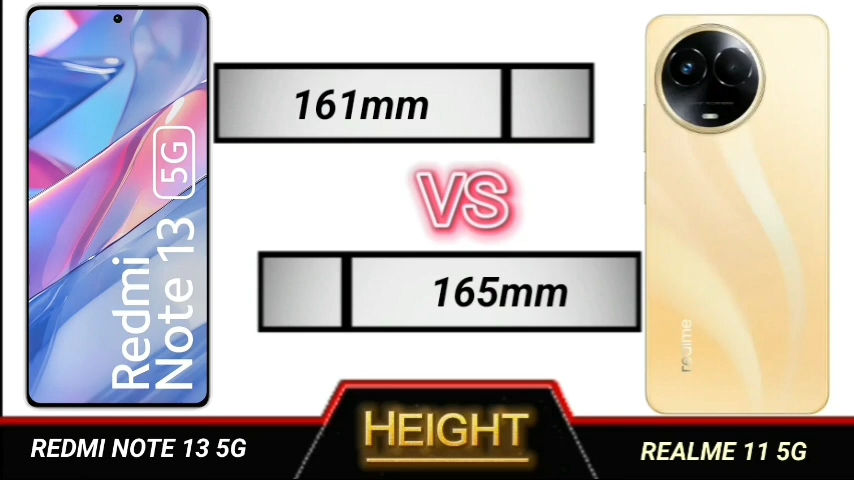 Redmi
Note 13 5G
161mm
VS
165mm
realme
HEIGHT
REDMI NOTE 13 5G
REALME 11 5G